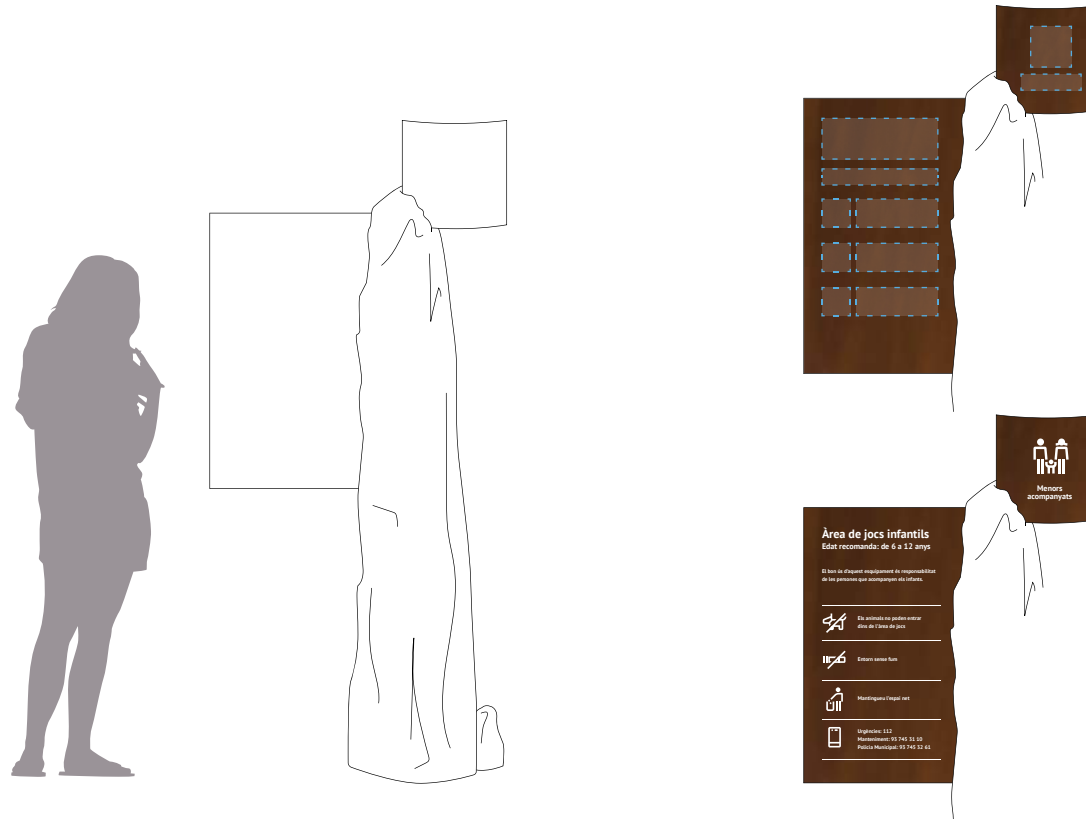 Menors
acompanyats
Àrea de jocs infantils
Edat recomanda: de 6 a 12 anys
El bon ús d'aquest esquipament és responsabilitat
de les persones que acompanyen els infants.
Els animals no poden entrar
dins de l'àrea de jocs
Entorn sense fum
Mantingueu l'espai net
Urgències: 112
Manteniment: 93 745 31 10
Policia Municipal: 93 745 32 61